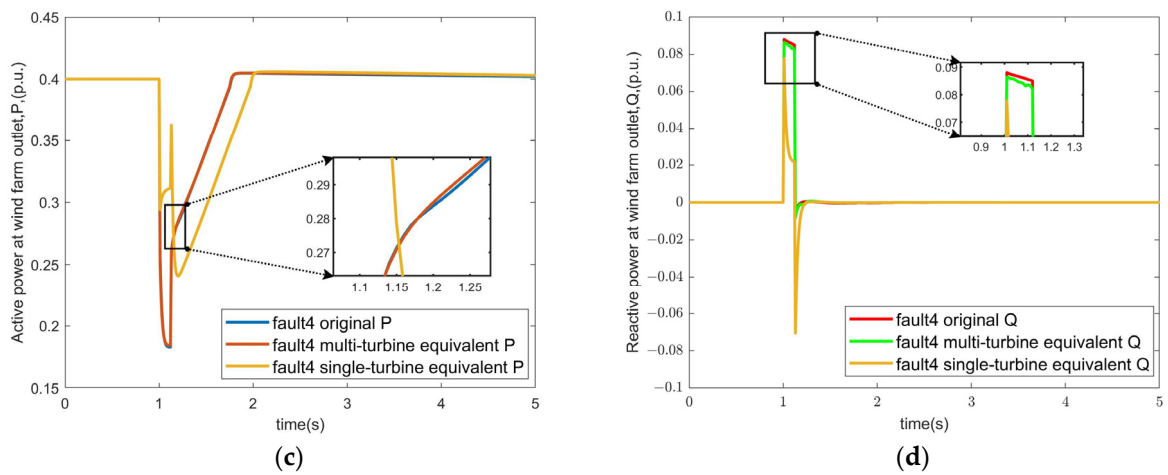 Active power at wind farm outlet,P,(p.u.)
0.45
0.4
0.35
0.3
0.25
0.2
0.15
0.29
0.28
0.27
1.1 1.15 1.2 1.25
fault4 original P
fault4 multi-turbine equivalent P
fault4 single-turbine equivalent P
0 1 2 3 4 5
time(s)
(c)
Reactive power at wind farm outlet,Q,(p.u.)
0.1
0.08
0.06
0.04
0.02
0
−0.02
−0.04
−0.06
−0.08
−0.1
0.09
0.08
0.07
0.9 1 1.1 1.2 1.3
fault4 original Q
fault4 multi-turbine equivalent Q
fault4 single-turbine equivalent Q
0 1 2 3 4 5
time(s)
(d)